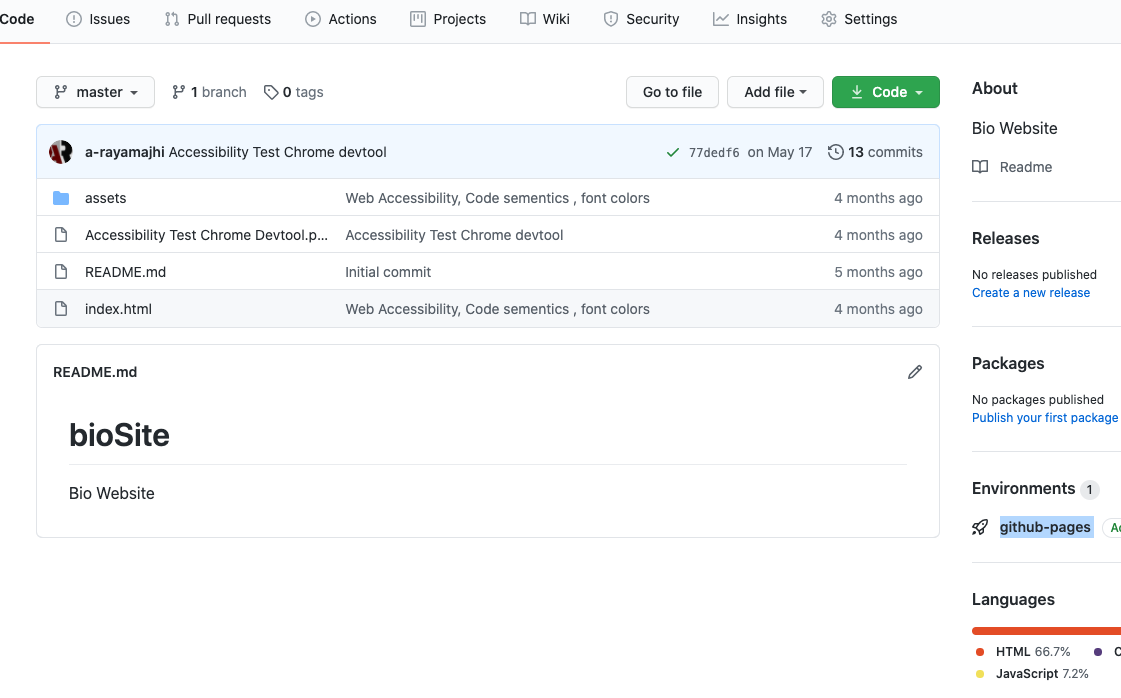 Code Issues Pull requests Actions Projects Wiki Security Insights Settings
master 1 branch 0 tags Go to file Add file Code
a-rayamajhi Accessibility Test Chrome devtool 77dedf6 on May 17 13 commits
assets Web Accessibility, Code sementics , font colors 4 months ago
Accessibility Test Chrome Devtool.p... Accessibility Test Chrome devtool 4 months ago
README.md Initial commit 5 months ago
index.html Web Accessibility, Code sementics , font colors 4 months ago
README.md
bioSite
Bio Website
About
Bio Website
Readme
Releases
No releases published
Create a new release
Packages
No packages published
Publish your first package
Environments 1
github-pages
Languages
HTML 66.7%
JavaScript 7.2%